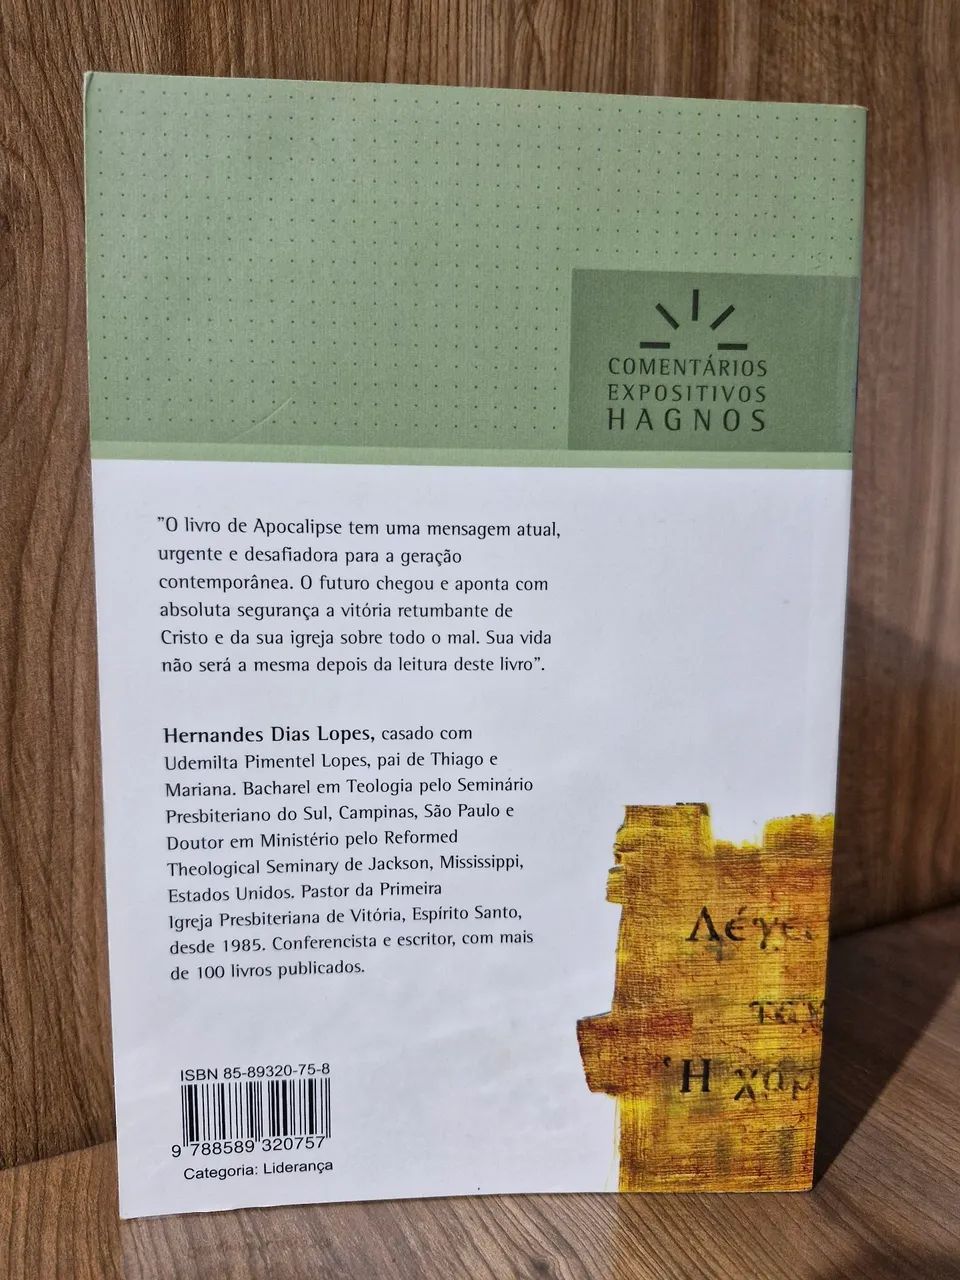 COMENTÁRIOS
EXPOSITIVOS
HAGNOS
"O livro de Apocalipse tem uma mensagem atual,
urgente e desafiadora para a geração
contemporânea. O futuro chegou e aponta com
absoluta segurança a vitória retumbante de
Cristo e da sua igreja sobre todo o mal. Sua vida
não será a mesma depois da leitura deste livro".
Hernandes Dias Lopes, casado com
Udemilta Pimentel Lopes, pai de Thiago e
Mariana. Bacharel em Teologia pelo Seminário
Presbiteriano do Sul, Campinas, São Paulo e
Doutor em Ministério pelo Reformed
Theological Seminary de Jackson, Mississippi,
Estados Unidos. Pastor da Primeira
Igreja Presbiteriana de Vitória, Espírito Santo,
desde 1985. Conferencista e escritor, com mais
de 100 livros publicados.
Λέγει
ταχ
Ἡ χάρ
ISBN 85-89320-75-8
9 788589 320757
Categoria: Liderança